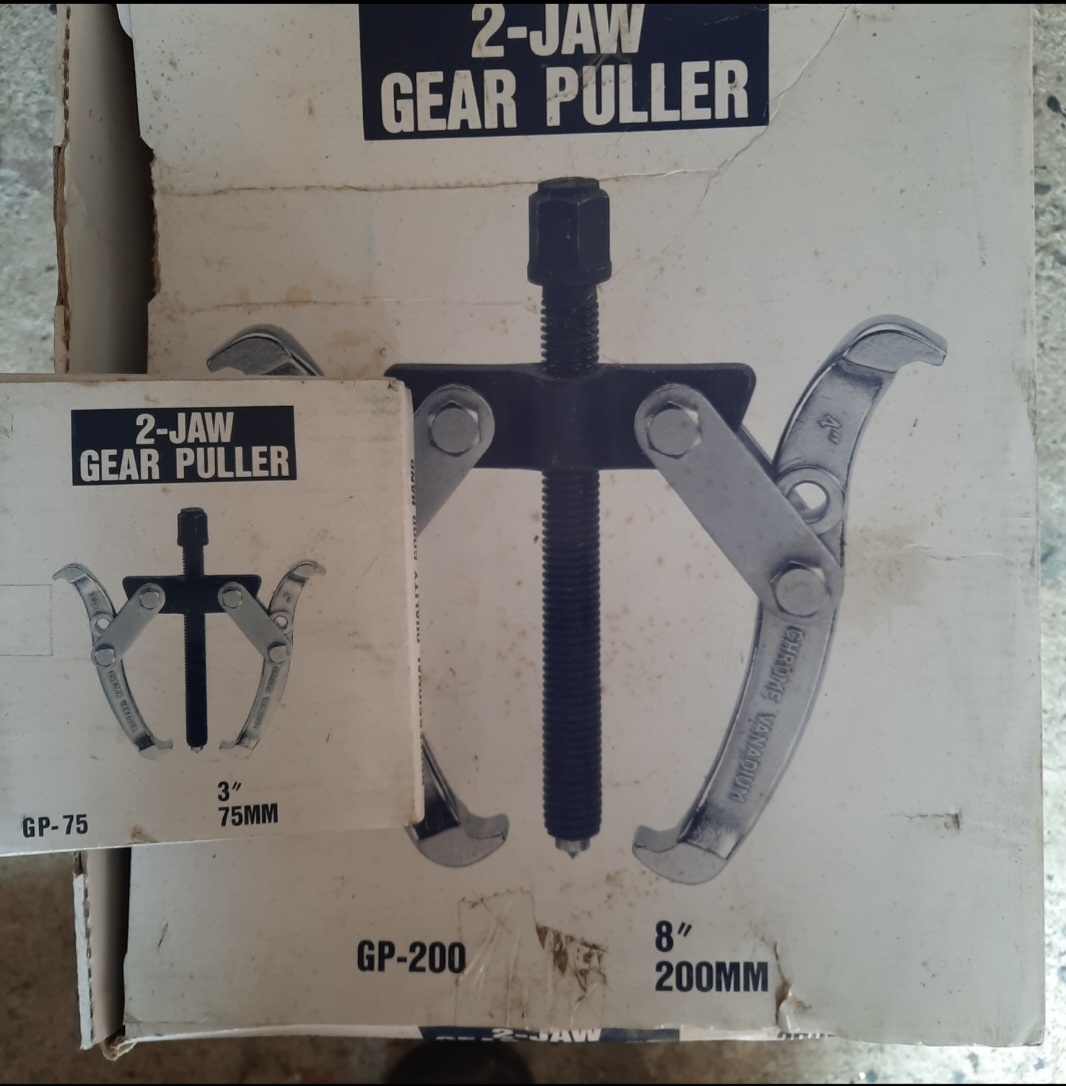 2-JAW
GEAR PULLER
CHROME VANADIUM
GP-200
8"
200MM
2-JAW
GEAR PULLER
GP-75
3"
75MM
2-JAW